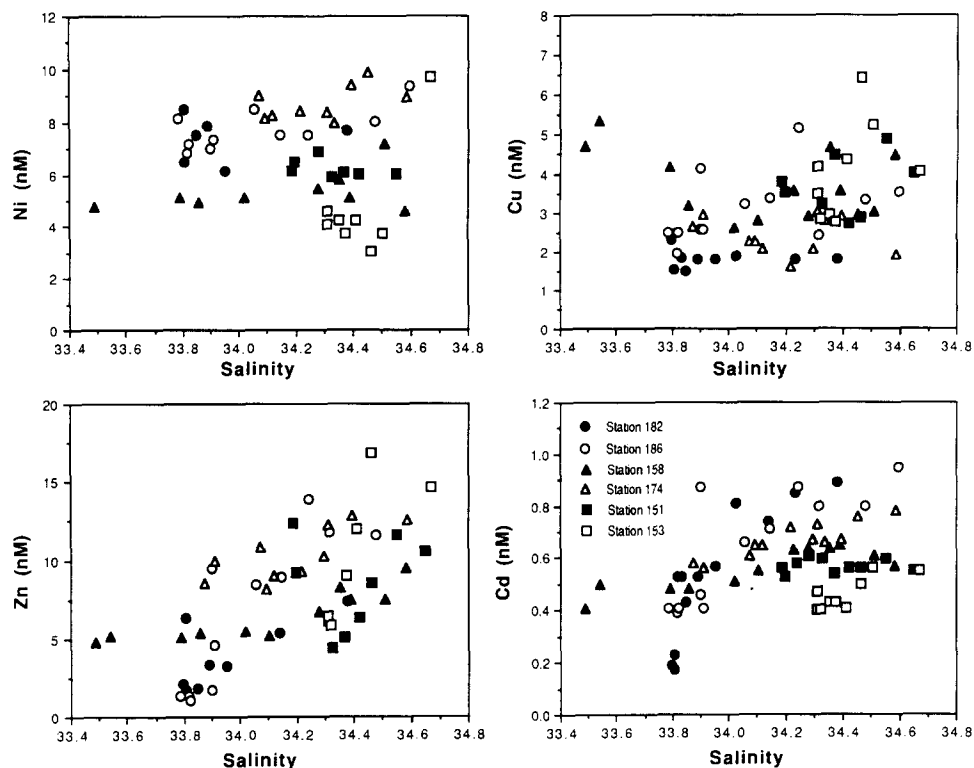 12
10
8
6
4
2
0
Ni (nM)
33.4 33.6 33.8 34.0 34.2 34.4 34.6 34.8
Salinity
8
7
6
5
4
3
2
1
0
Cu (nM)
33.4 33.6 33.8 34.0 34.2 34.4 34.6 34.8
Salinity
20
15
10
5
0
Zn (nM)
33.4 33.6 33.8 34.0 34.2 34.4 34.6 34.8
Salinity
1.2
1.0
0.8
0.6
0.4
0.2
0.0
Cd (nM)
Station 182
Station 186
Station 158
Station 174
Station 151
Station 153
33.4 33.6 33.8 34.0 34.2 34.4 34.6 34.8
Salinity